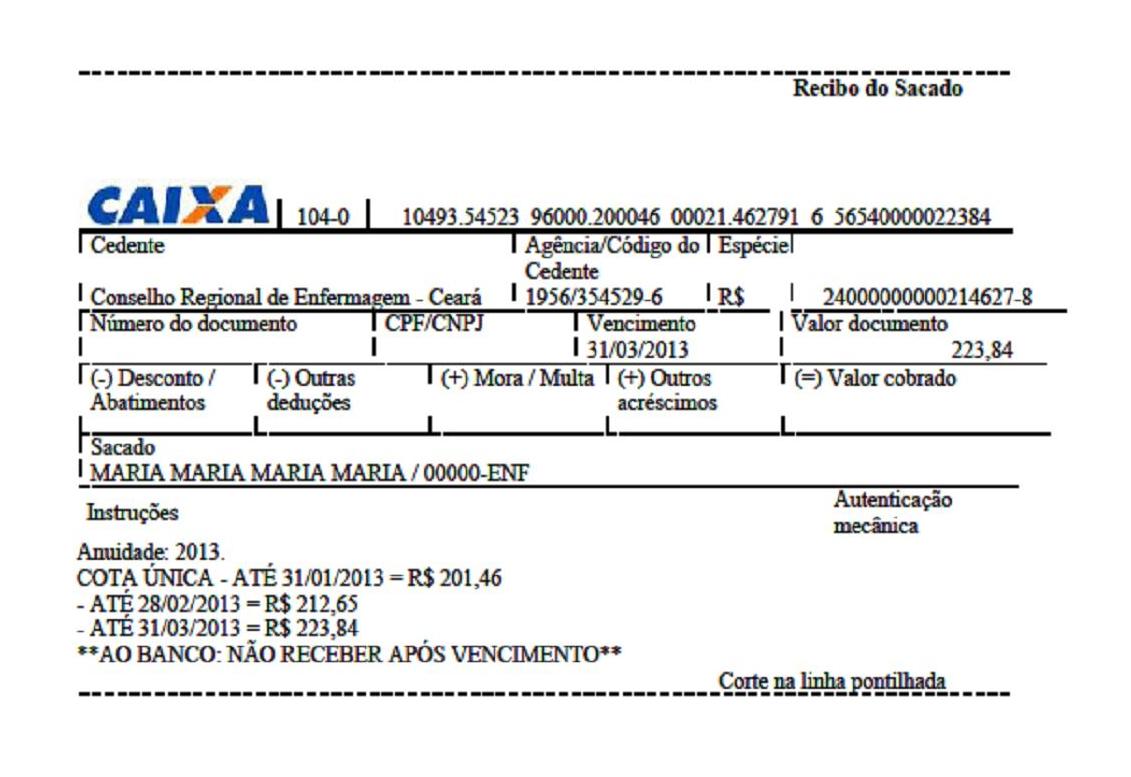 Recibo do Sacado
CAIXA 104-0 10493.54523 96000.200046 00021.462791 6 56540000022384
Cedente Agência/Código do Cedente Espécie
Conselho Regional de Enfermagem - Ceará 1956/354529-6 R$ 24000000000214627-8
Número do documento CPF/CNPJ Vencimento Valor documento
31/03/2013 223,84
(-) Desconto / Abatimentos (-) Outras deduções (+) Mora / Multa (+) Outros acréscimos (=) Valor cobrado
Sacado
MARIA MARIA MARIA MARIA / 00000-ENF
Instruções Autenticação mecânica
Anuidade: 2013.
COTA ÚNICA - ATÉ 31/01/2013 = R$ 201,46
- ATÉ 28/02/2013 = R$ 212,65
- ATÉ 31/03/2013 = R$ 223,84
**AO BANCO: NÃO RECEBER APÓS VENCIMENTO**
Corte na linha pontilhada